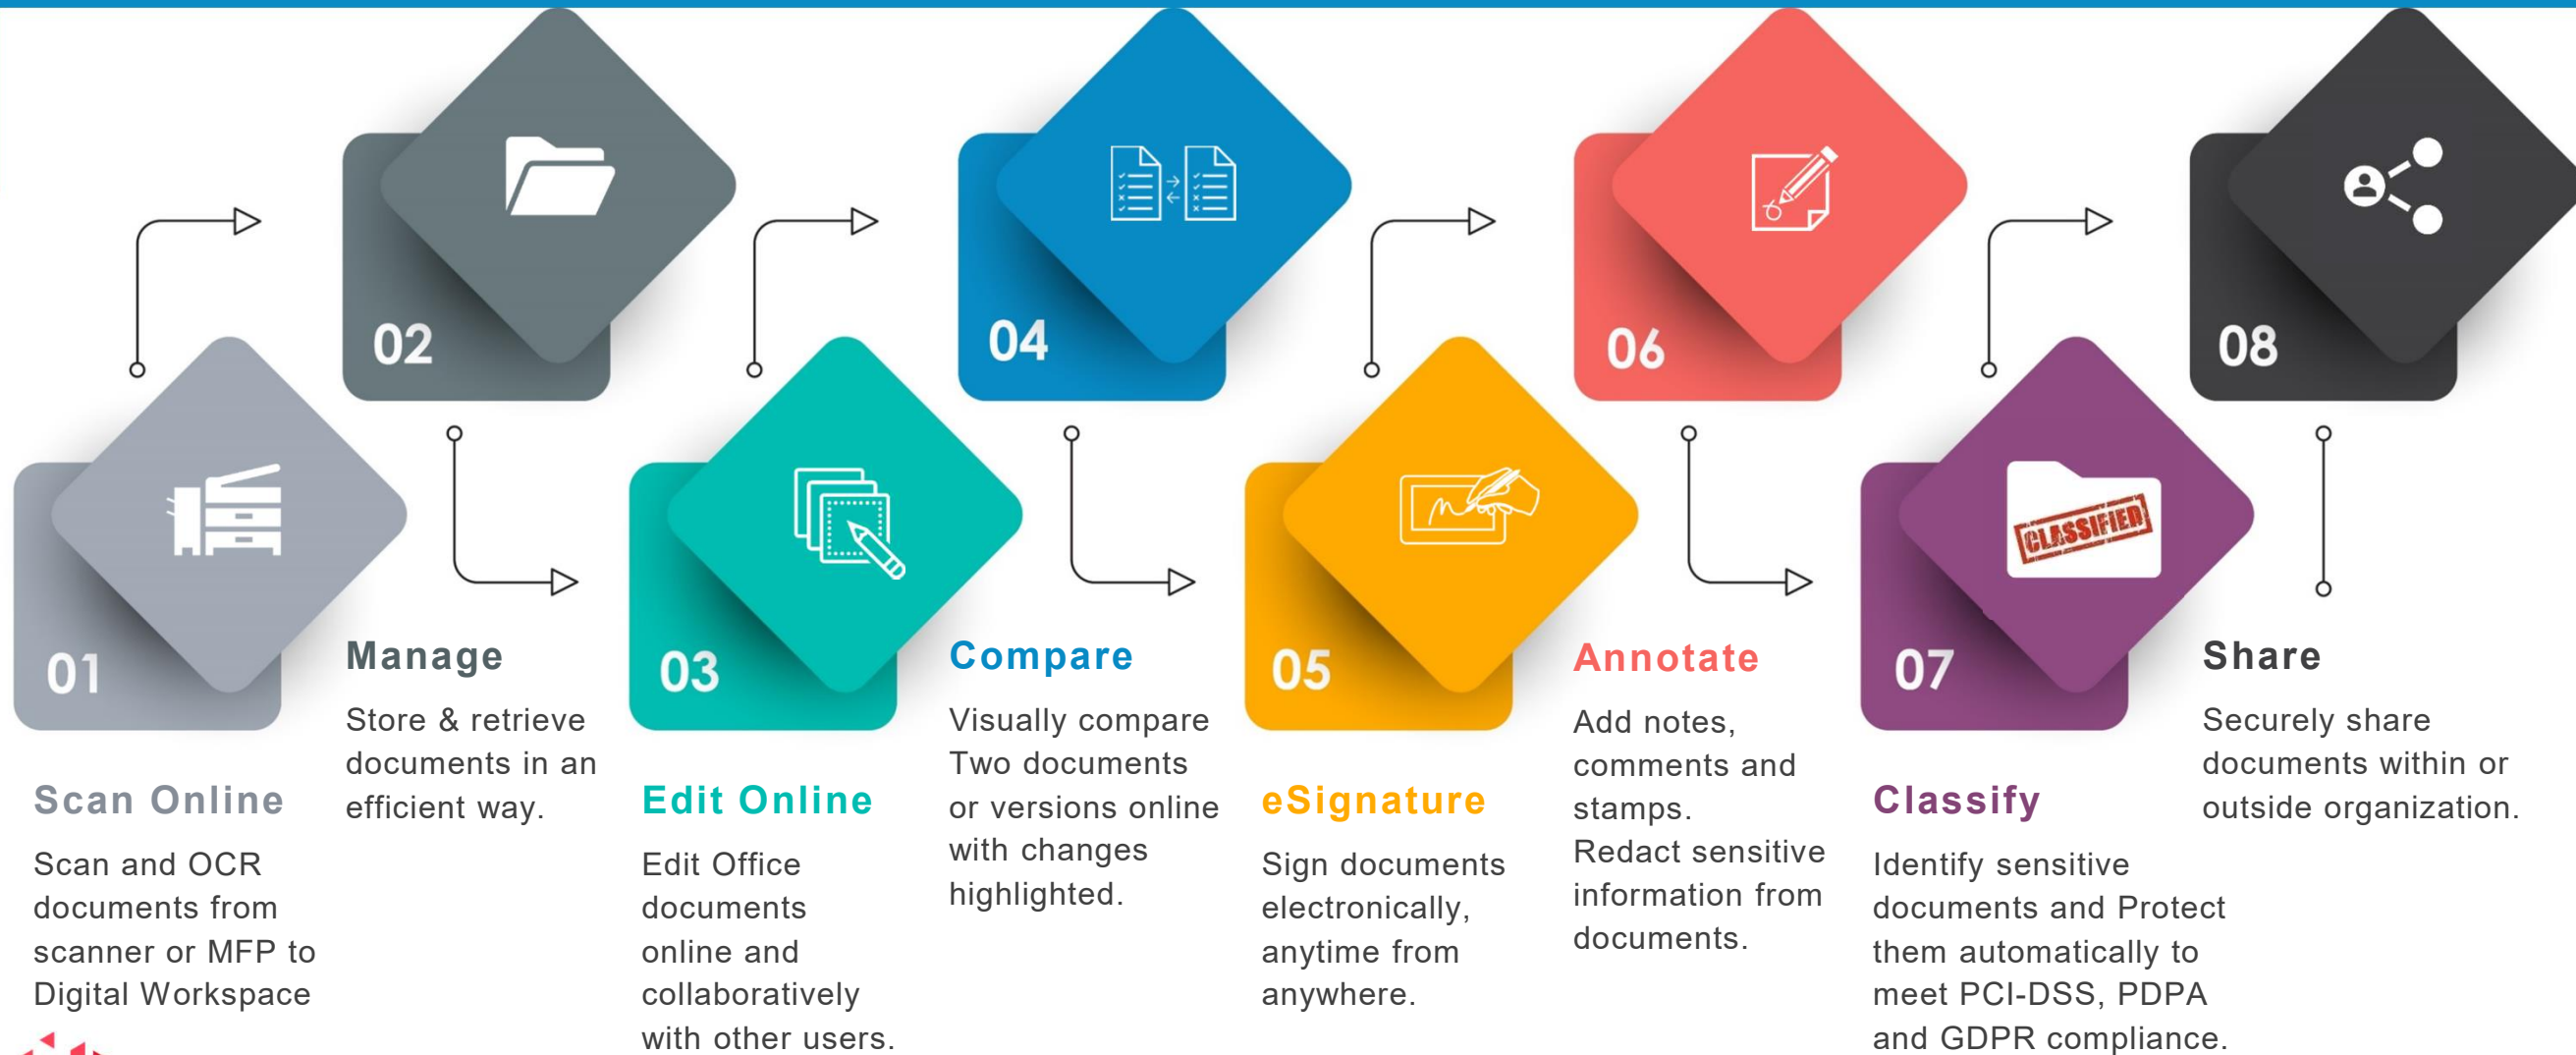 01
Scan Online
Scan and OCR
documents from
scanner or MFP to
Digital Workspace
02
Manage
Store & retrieve
documents in an
efficient way.
03
Edit Online
Edit Office
documents
online and
collaboratively
with other users.
04
Compare
Visually compare
Two documents
or versions online
with changes
highlighted.
05
eSignature
Sign documents
electronically,
anytime from
anywhere.
06
Annotate
Add notes,
comments and
stamps.
Redact sensitive
information from
documents.
07
CLASSIFIED
Classify
Identify sensitive
documents and Protect
them automatically to
meet PCI-DSS, PDPA
and GDPR compliance.
08
Share
Securely share
documents within or
outside organization.